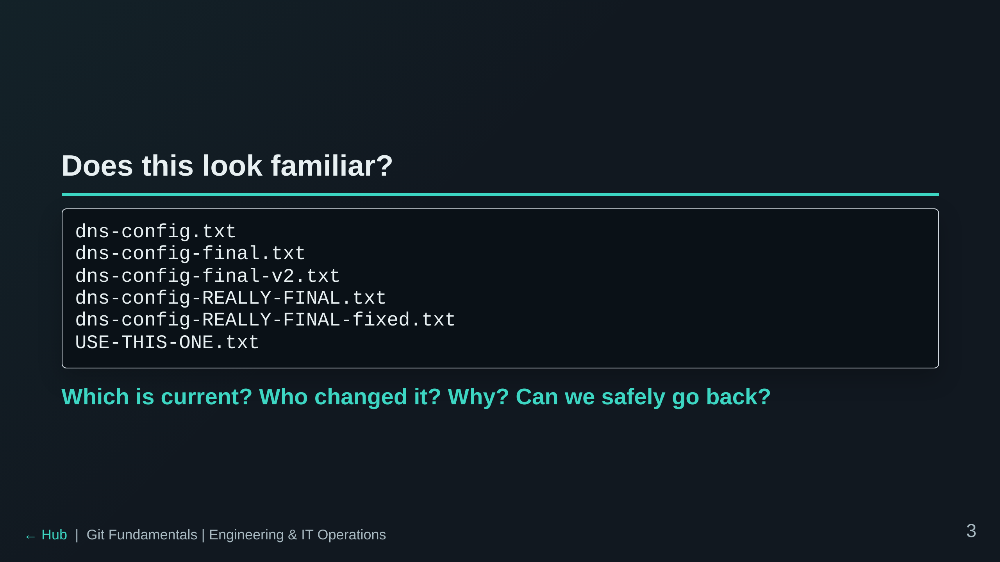 Does this look familiar?
dns-config.txt
dns-config-final.txt
dns-config-final-v2.txt
dns-config-REALLY-FINAL.txt
dns-config-REALLY-FINAL-fixed.txt
USE-THIS-ONE.txt
Which is current? Who changed it? Why? Can we safely go back?
← Hub | Git Fundamentals | Engineering & IT Operations
3